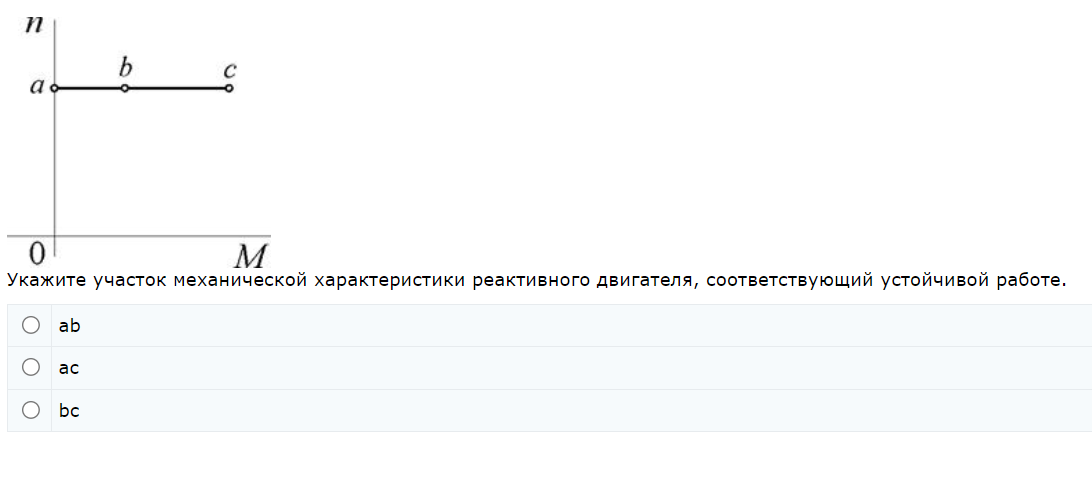 n
b
c
a
0
M
Укажите участок механической характеристики реактивного двигателя, соответствующий устойчивой работе.
ab
ac
bc